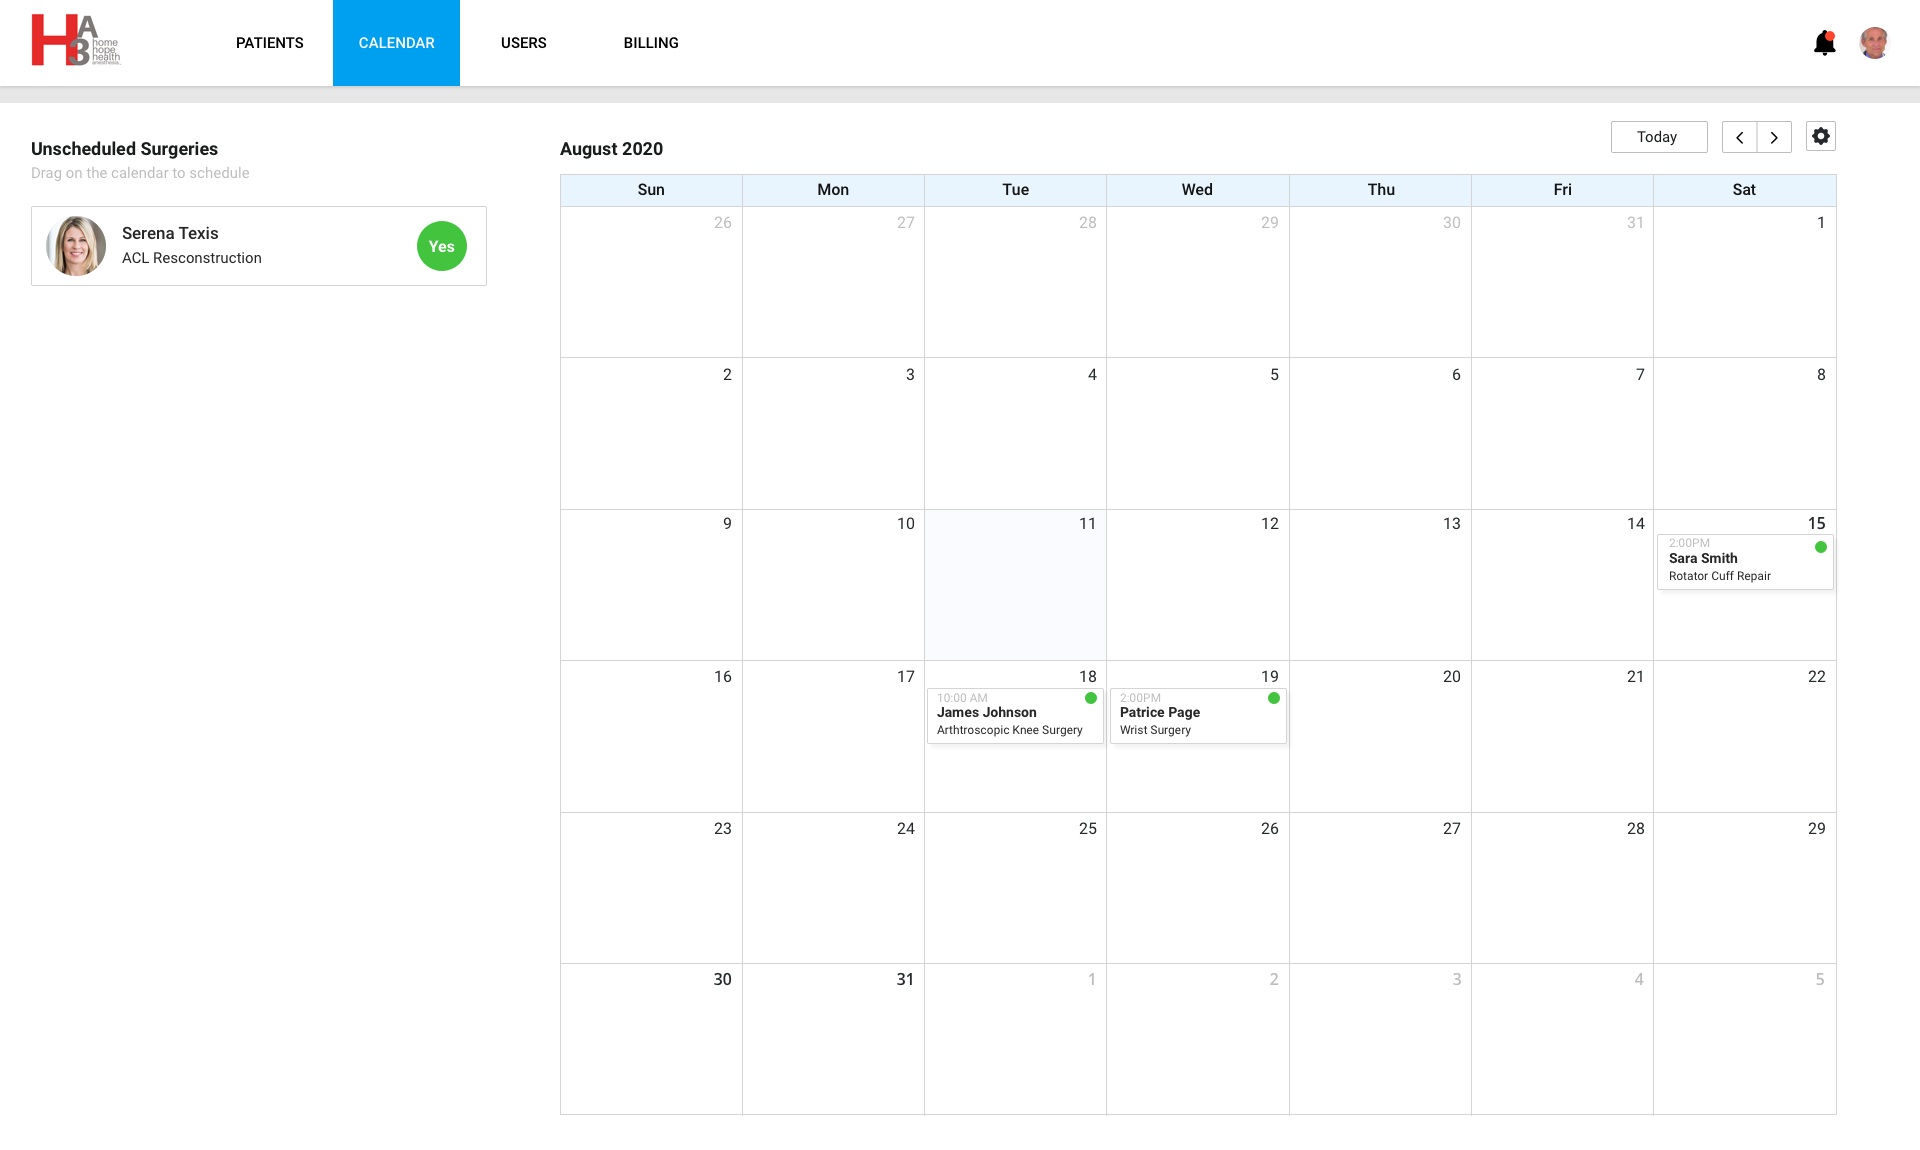 HA3 home
hope
health
anesthesia
PATIENTS
CALENDAR
USERS
BILLING
Unscheduled Surgeries
Drag on the calendar to schedule
Serena Texis
ACL Resconstruction
Yes
August 2020
Today
Sun Mon Tue Wed Thu Fri Sat
26 27 28 29 30 31 1
2 3 4 5 6 7 8
9 10 11 12 13 14 15
2:00PM
Sara Smith
Rotator Cuff Repair
16 17 18 19 20 21 22
10:00 AM
James Johnson
Arthtroscopic Knee Surgery
2:00PM
Patrice Page
Wrist Surgery
23 24 25 26 27 28 29
30 31 1 2 3 4 5